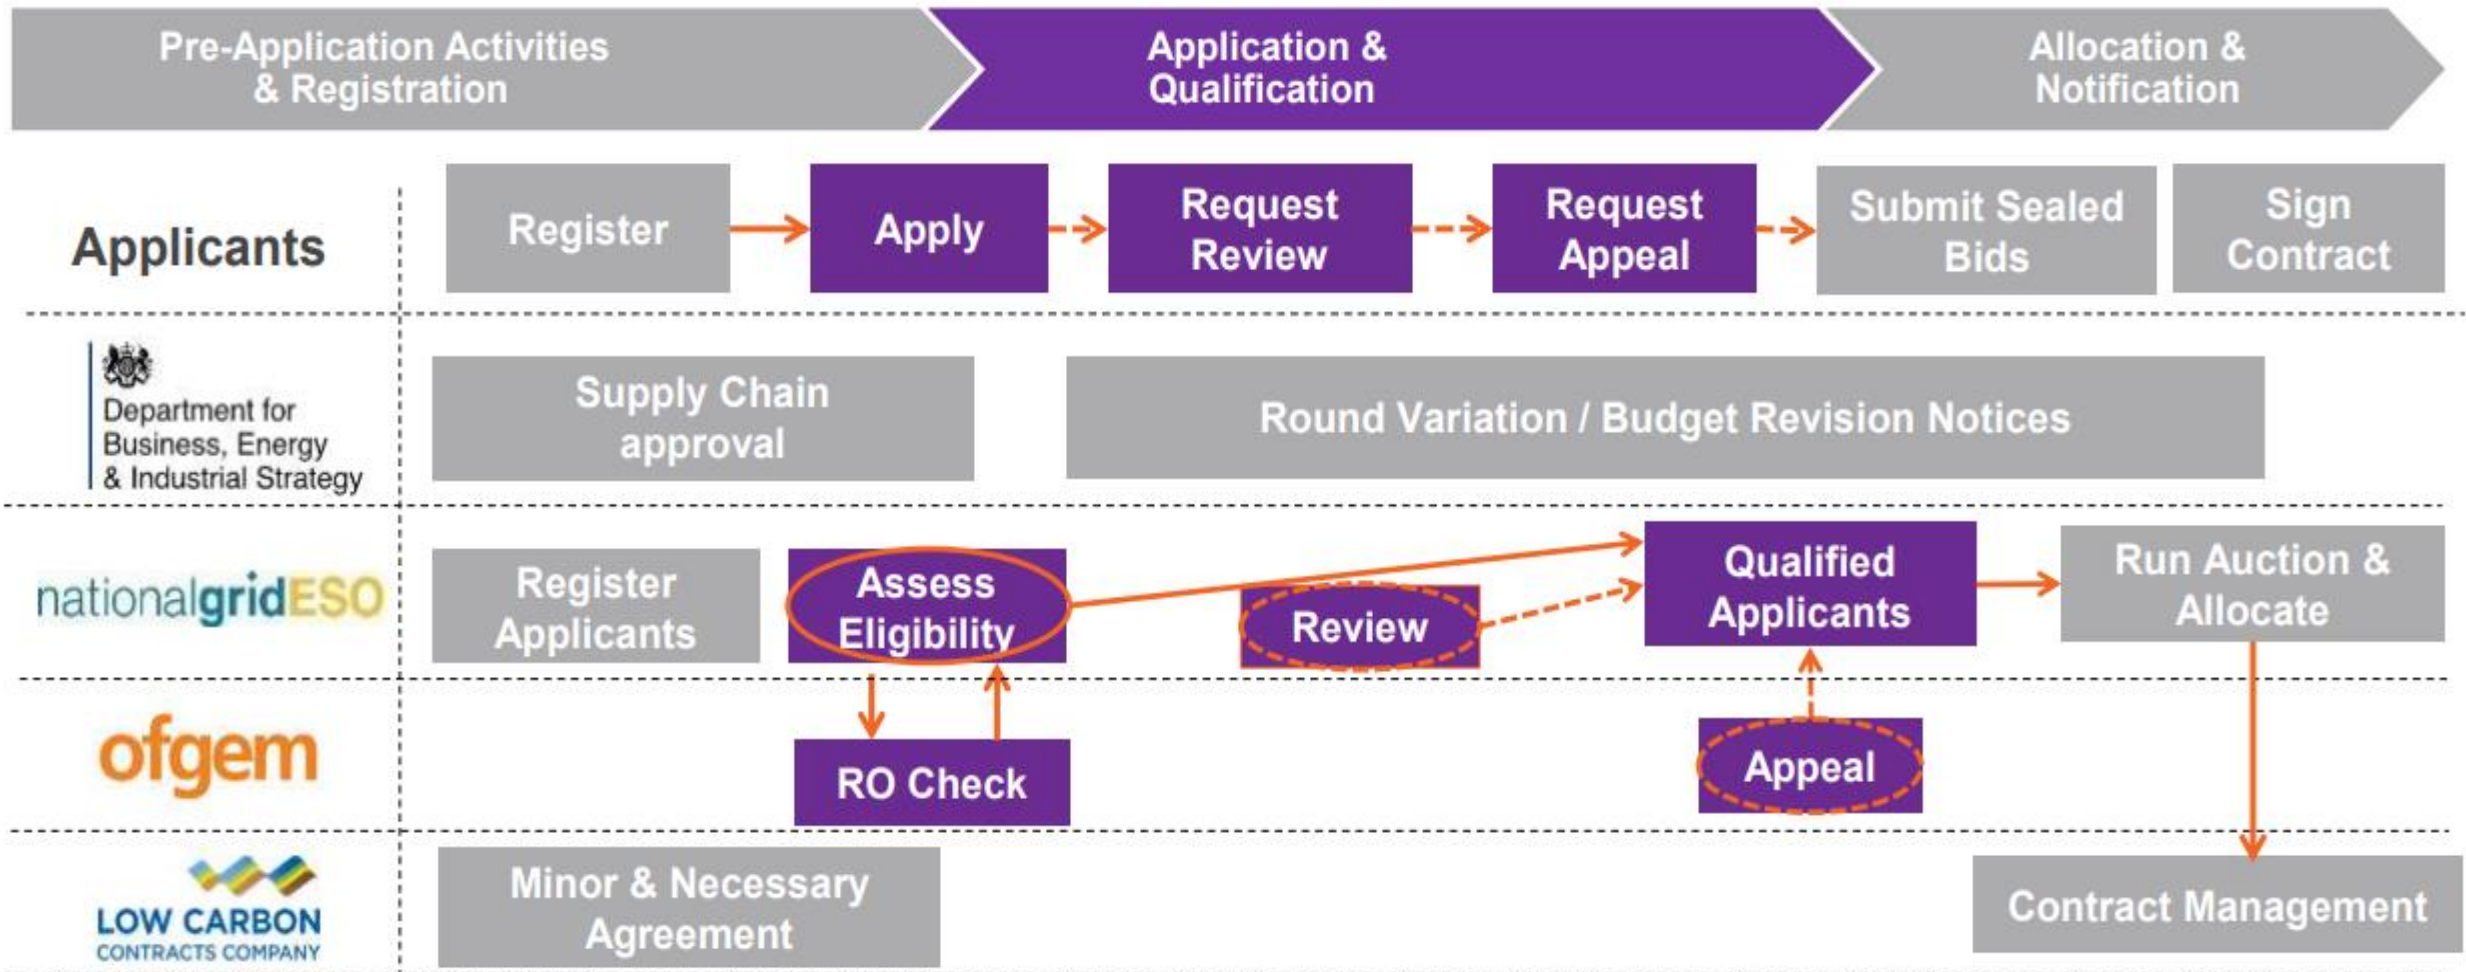 Pre-Application Activities
& Registration
Application &
Qualification
Allocation &
Notification
Applicants
Register
Apply
Request
Review
Request
Appeal
Submit Sealed
Bids
Sign
Contract
Department for
Business, Energy
& Industrial Strategy
Supply Chain
approval
Round Variation / Budget Revision Notices
nationalgridESO
Register
Applicants
Assess
Eligibility
Review
Qualified
Applicants
Run Auction &
Allocate
ofgem
RO Check
Appeal
LOW CARBON
CONTRACTS COMPANY
Minor & Necessary
Agreement
Contract Management